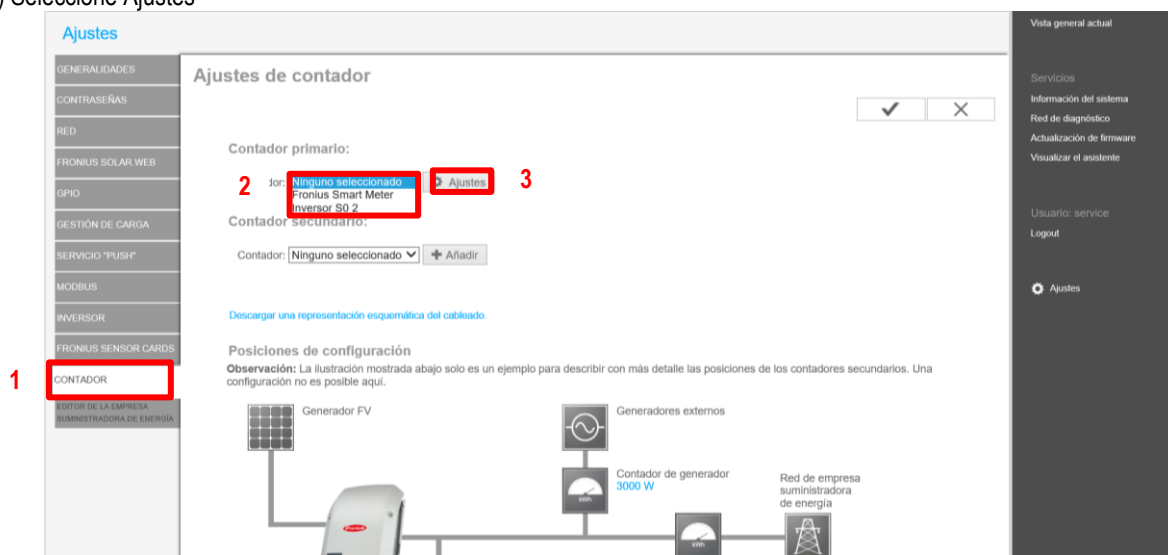 ) Seleccione Ajustes
Ajustes
GENERALIDADES
CONTRASEÑAS
RED
FRONIUS SOLAR.WEB
GPIO
GESTIÓN DE CARGA
SERVICIO "PUSH"
MODBUS
INVERSOR
FRONIUS SENSOR CARDS
1
CONTADOR
EDITOR DE LA EMPRESA
SUMINISTRADORA DE ENERGÍA
Ajustes de contador
Contador primario:
2
dor: Ninguno seleccionado
Ajustes
3
Fronius Smart Meter
Inversor S0 2
Contador secundario:
Contador: Ninguno seleccionado
Añadir
Descargar una representación esquemática del cableado.
Posiciones de configuración
Observación: La ilustración mostrada abajo solo es un ejemplo para describir con más detalle las posiciones de los contadores secundarios. Una
configuración no es posible aquí.
Generador FV
Generadores externos
Contador de generador
3000 W
kWh
Red de empresa
suministradora
de energía
kWh
Fronius
Vista general actual
Servicios
Información del sistema
Red de diagnóstico
Actualización de firmware
Visualizar el asistente
Usuario: service
Logout
Ajustes